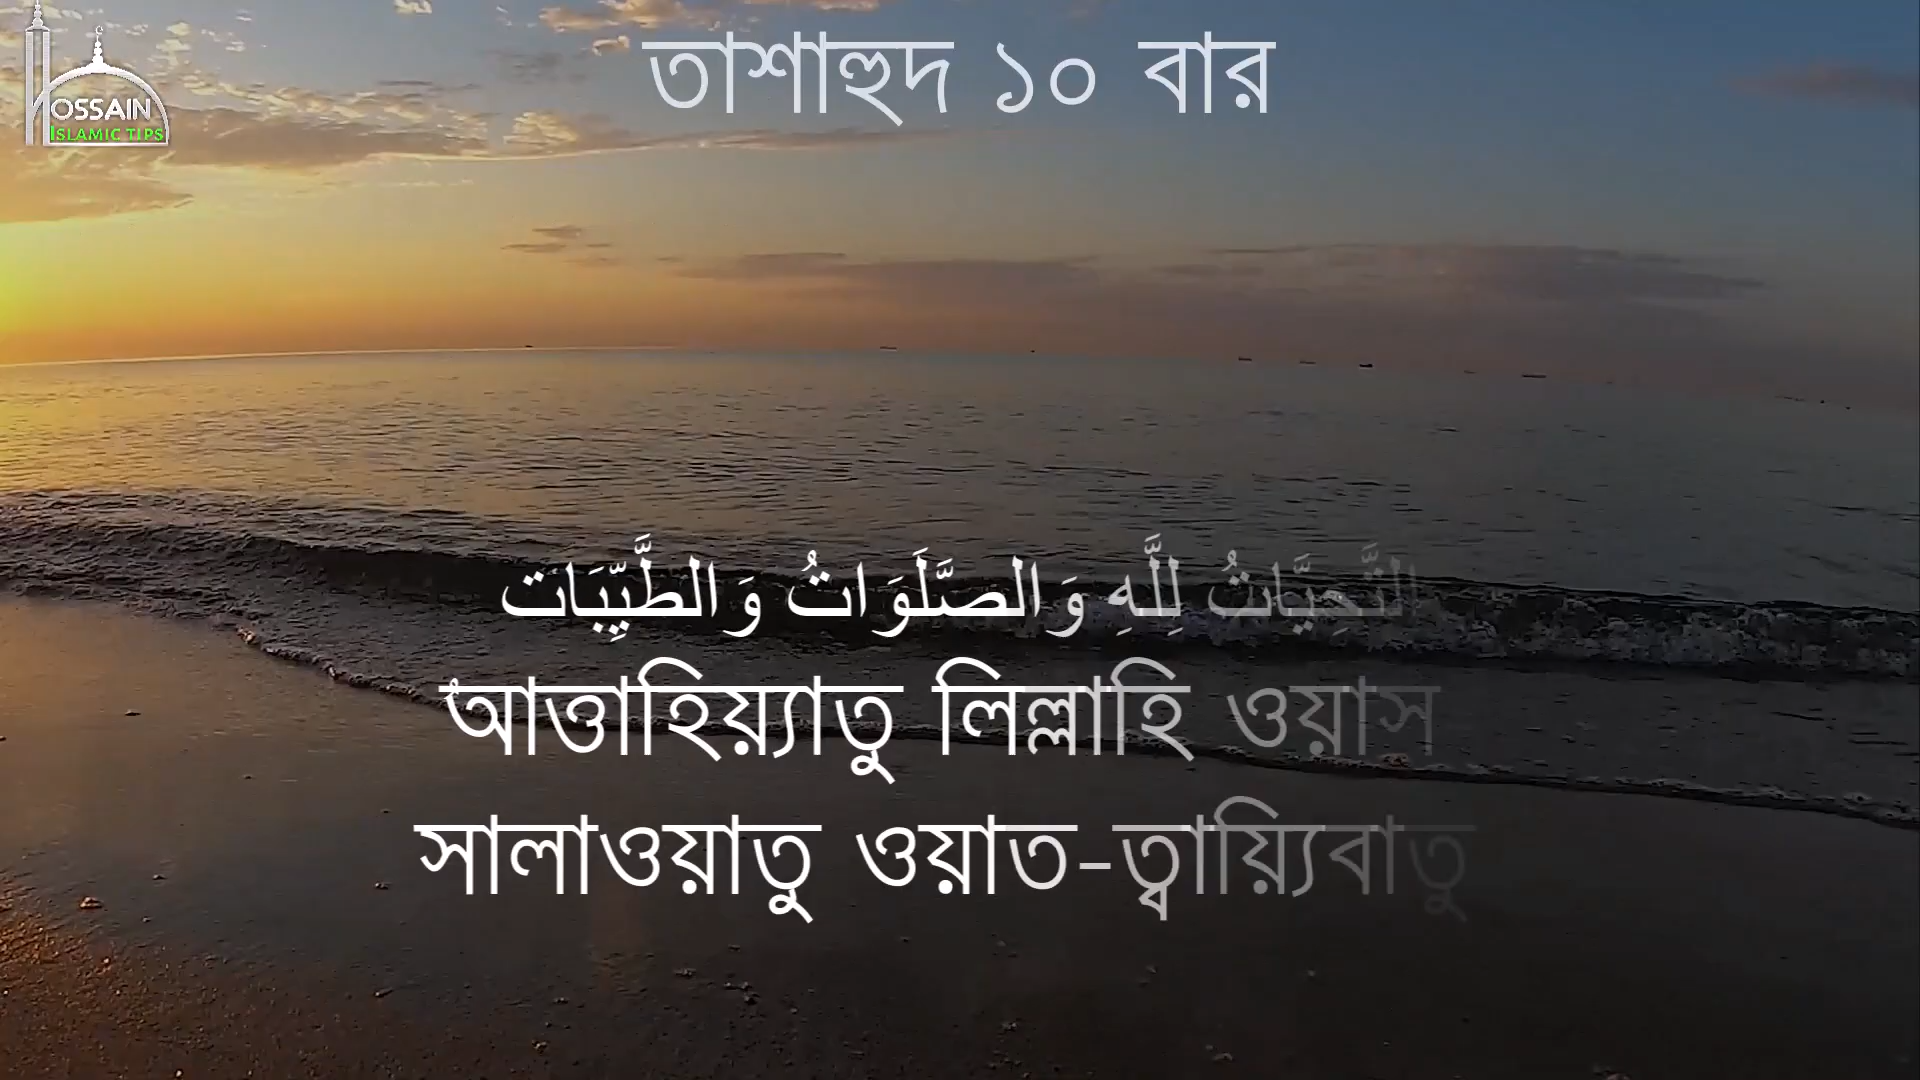 HOSSAIN
ISLAMIC TIPS
তাশাহুদ ১০ বার
التَّحِيَّاتُ لِلَّهِ وَالصَّلَوَاتُ وَالطَّيِّبَات
আত্তাহিয়্যাতু লিল্লাহি ওয়াস
সালাওয়াতু ওয়াত-ত্বায়্যিবাতু